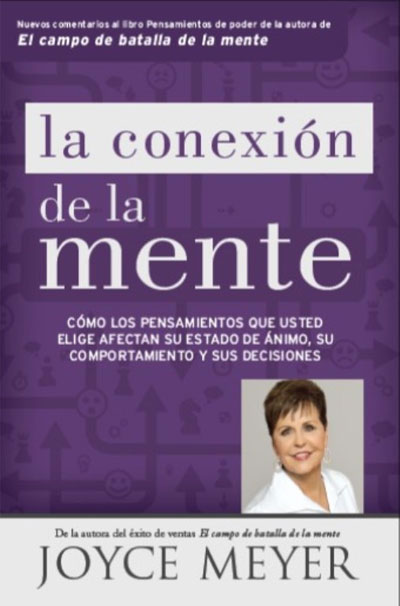 Nuevos comentarios al libro Pensamientos de poder de la autora de
El campo de batalla de la mente
la conexión
de la
mente
CÓMO LOS PENSAMIENTOS QUE USTED
ELIGE AFECTAN SU ESTADO DE ÁNIMO, SU
COMPORTAMIENTO Y SUS DECISIONES
De la autora del éxito de ventas El campo de batalla de la mente
JOYCE MEYER